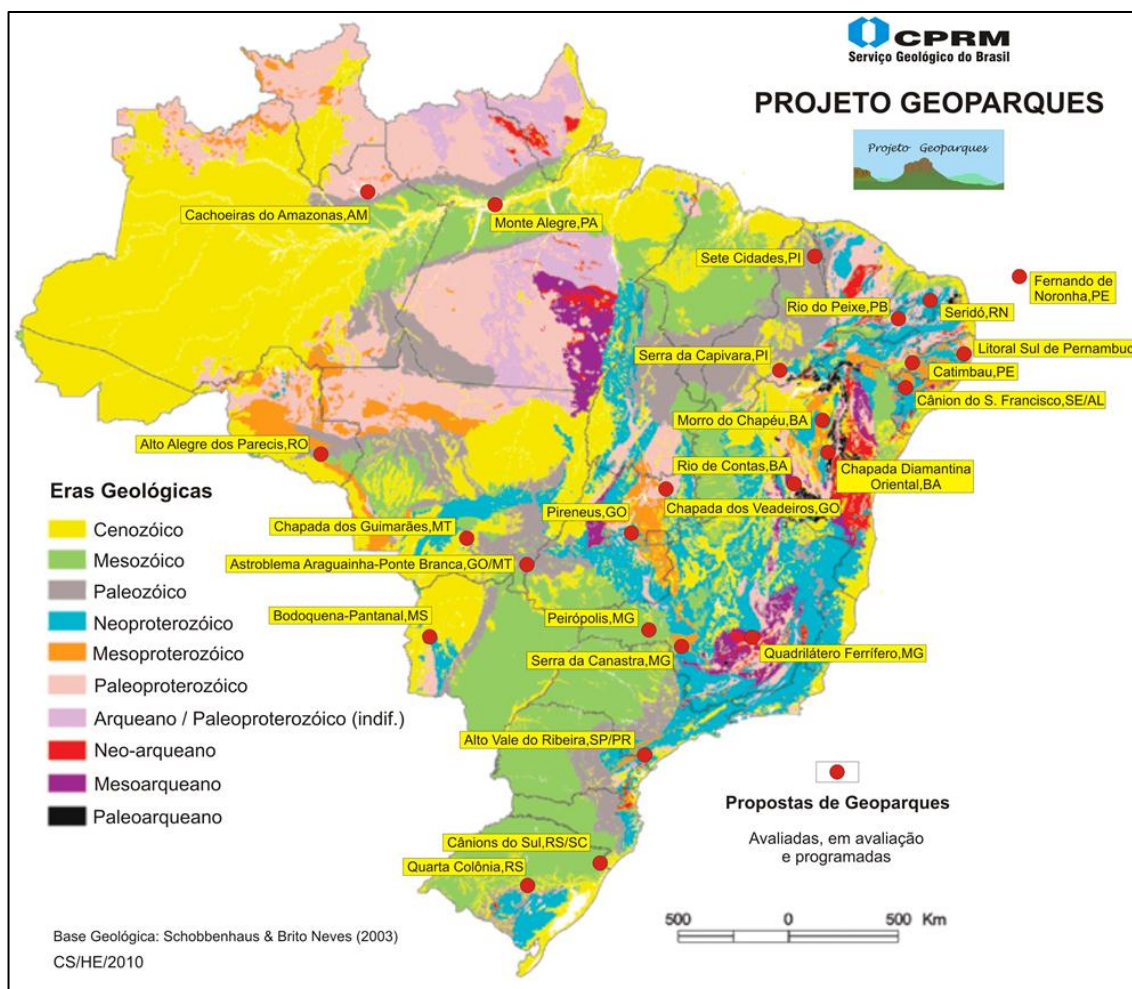 CPRM
Serviço Geológico do Brasil
PROJETO GEOPARQUES
Projeto Geoparques
Cachoeiras do Amazonas,AM
Monte Alegre,PA
Sete Cidades,PI
Fernando de
Noronha,PE
Rio do Peixe,PB
Seridó,RN
Serra da Capivara,PI
Litoral Sul de Pernambuc
Catimbau,PE
Cânion do S. Francisco,SE/AL
Morro do Chapéu,BA
Alto Alegre dos Parecis,RO
Rio de Contas,BA
Chapada Diamantina
Oriental,BA
Chapada dos Veadeiros,GO
Pireneus,GO
Chapada dos Guimarães,MT
Astroblema Araguainha-Ponte Branca,GO/MT
Bodoquena-Pantanal,MS
Peirópolis,MG
Serra da Canastra,MG
Quadrilátero Ferrífero,MG
Alto Vale do Ribeira,SP/PR
Cânions do Sul,RS/SC
Quarta Colônia,RS
Eras Geológicas
Cenozóico
Mesozóico
Paleozóico
Neoproterozóico
Mesoproterozóico
Paleoproterozóico
Arqueano / Paleoproterozóico (indif.)
Neo-arqueano
Mesoarqueano
Paleoarqueano
Propostas de Geoparques
Avaliadas, em avaliação
e programadas
500 0 500 Km
Base Geológica: Schobbenhaus & Brito Neves (2003)
CS/HE/2010